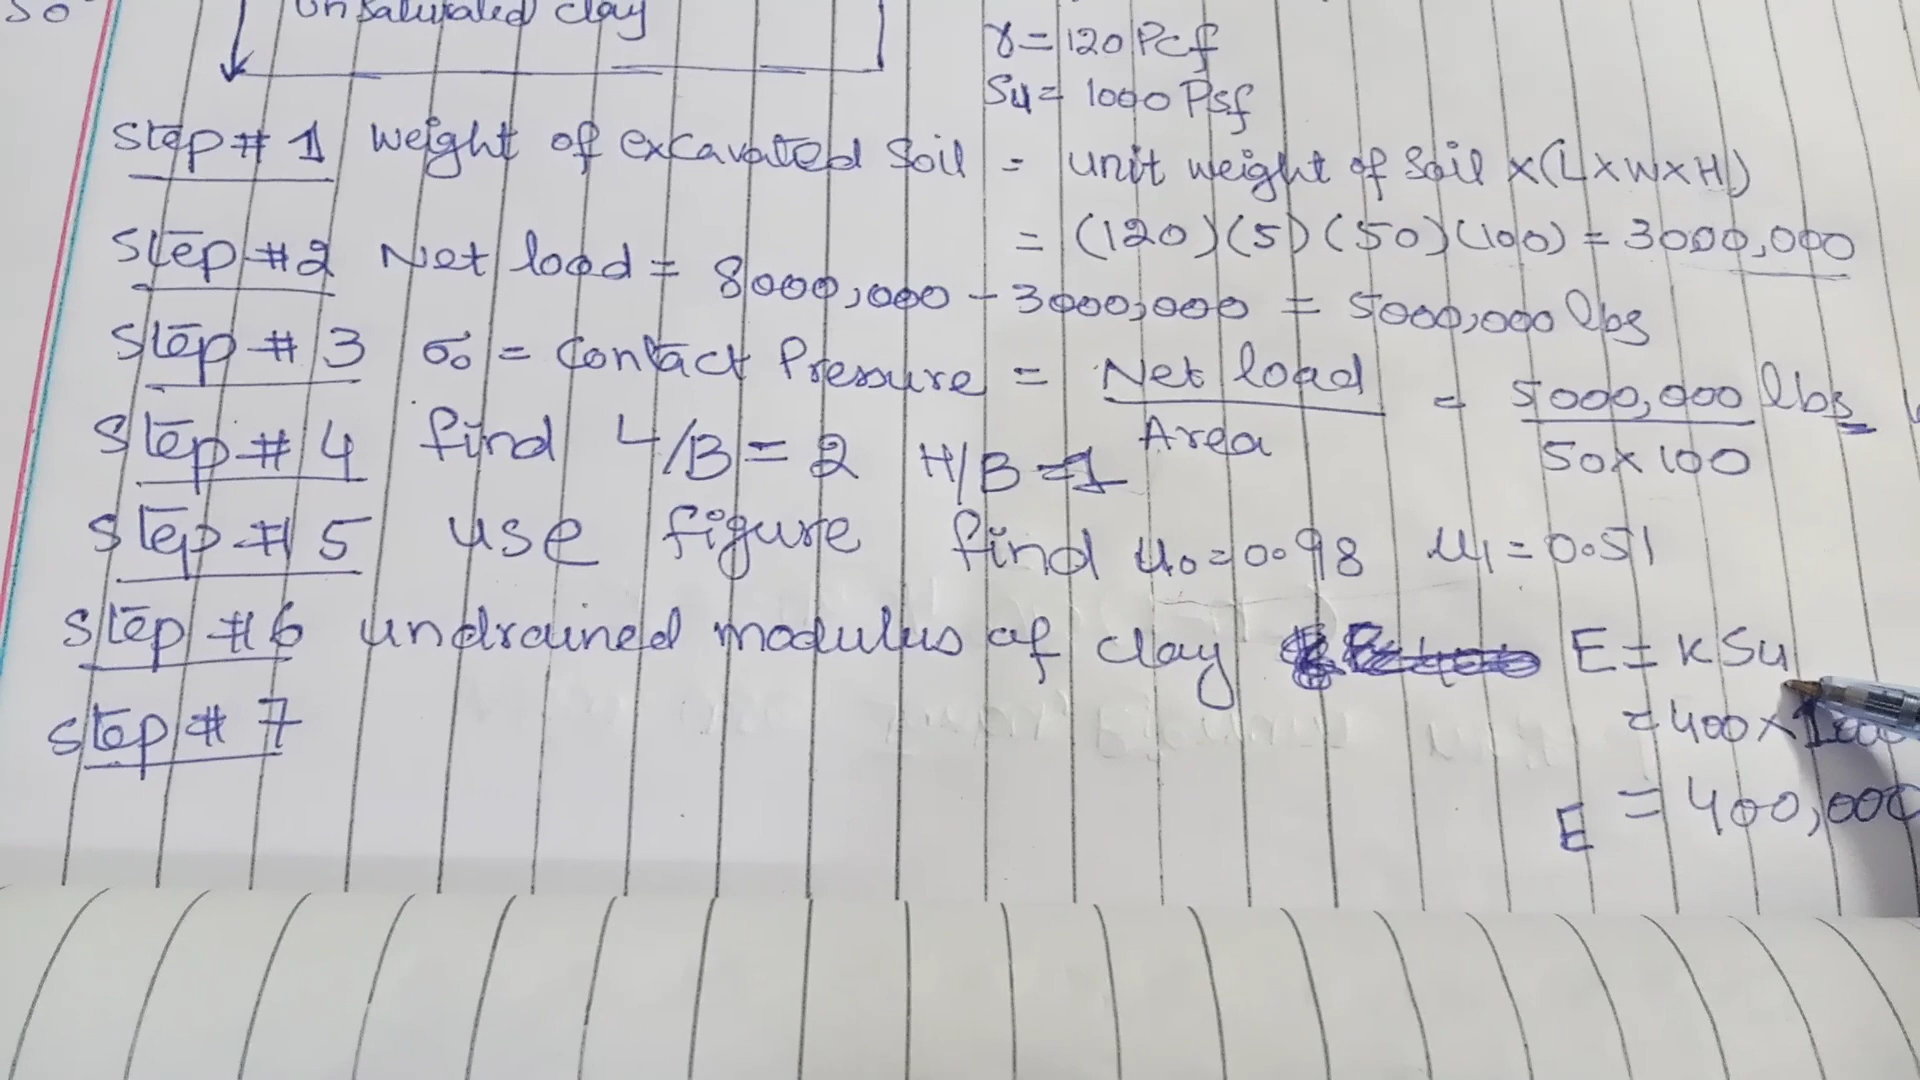 50
Unsaturated clay
γ = 120 Pcf
Su = 1000 Psf
Step # 1 weight of excavated Soil = unit weight of Soil x (L x W x H)
= (120)(5)(50)(100) = 3000,000
Step #2 Net load = 8000,000 - 3000,000 = 5000,000 lbs
Step # 3 σo = Contact Pressure = Net load / Area = 5000,000 lbs / 50x100
Step # 4 find L/B = 2 H/B = 1
Step # 5 use figure find μo = 0.98 μ1 = 0.51
Step #6 undrained modulus of clay E = KSu
= 400 x 1000
E = 400,000
Step # 7